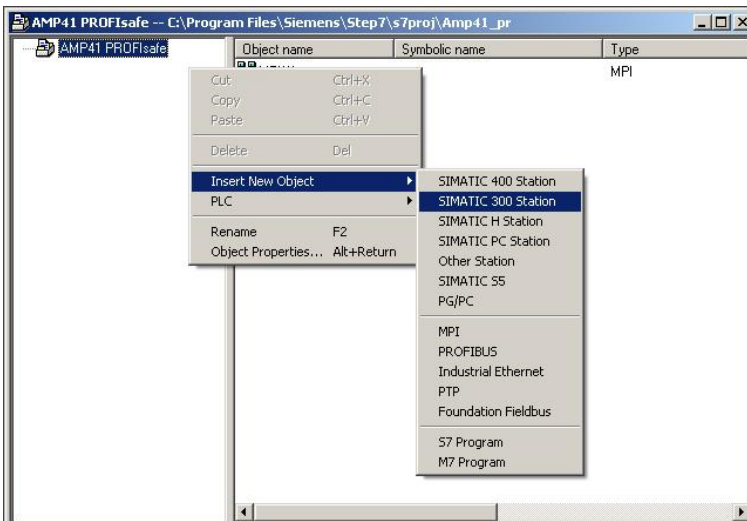 AMP41 PROFIsafe -- C:\Program Files\Siemens\Step7\s7proj\Amp41_pr
AMP41 PROFIsafe
Object name Symbolic name Type
MPI
Cut Ctrl+X
Copy Ctrl+C
Paste Ctrl+V
Delete Del
Insert New Object
PLC
Rename F2
Object Properties... Alt+Return
SIMATIC 400 Station
SIMATIC 300 Station
SIMATIC H Station
SIMATIC PC Station
Other Station
SIMATIC S5
PG/PC
MPI
PROFIBUS
Industrial Ethernet
PTP
Foundation Fieldbus
S7 Program
M7 Program